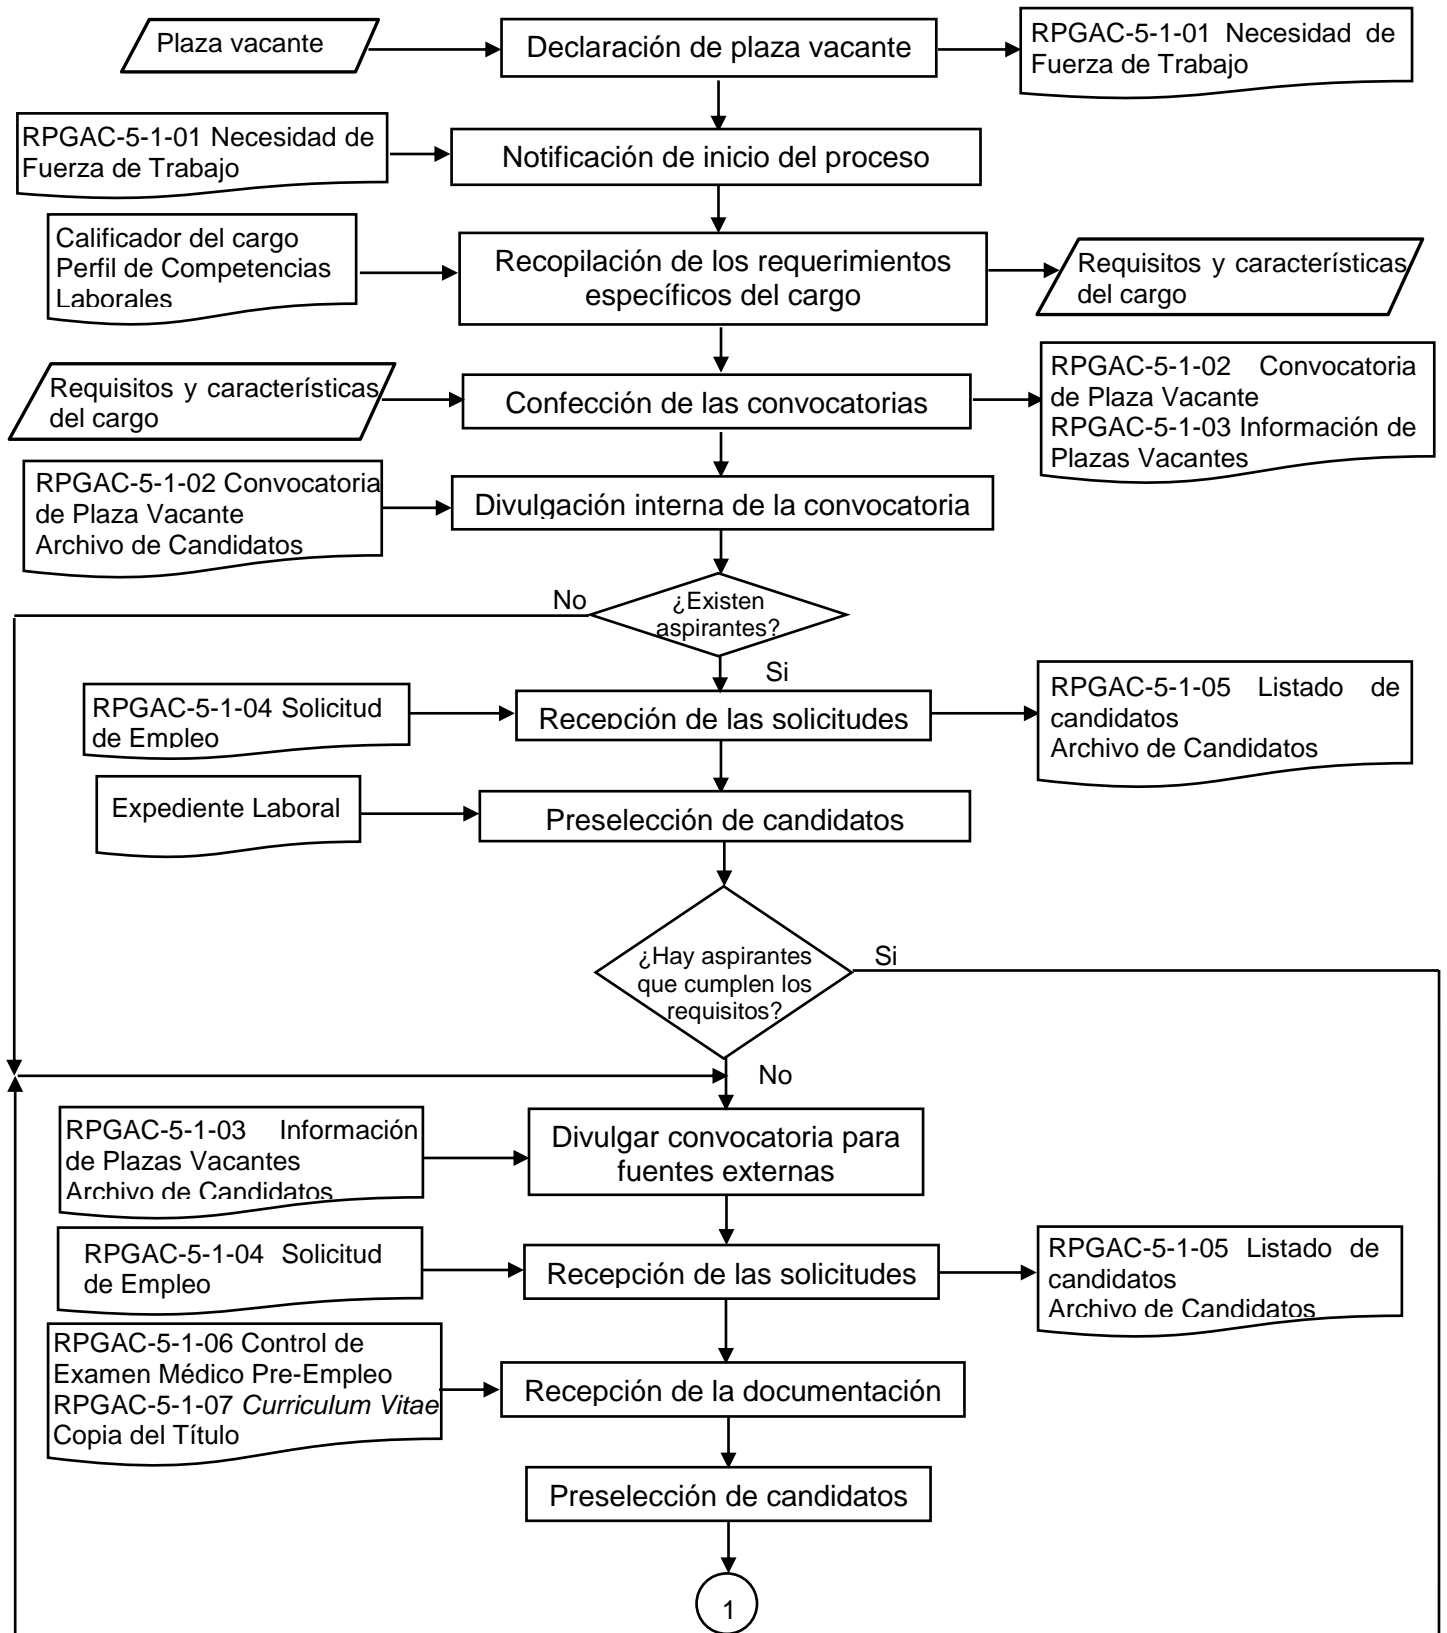 Plaza vacante
Declaración de plaza vacante
RPGAC-5-1-01 Necesidad de
Fuerza de Trabajo
RPGAC-5-1-01 Necesidad de
Fuerza de Trabajo
Notificación de inicio del proceso
Calificador del cargo
Perfil de Competencias
Laborales
Recopilación de los requerimientos
específicos del cargo
Requisitos y características
del cargo
Requisitos y características
del cargo
Confección de las convocatorias
RPGAC-5-1-02 Convocatoria
de Plaza Vacante
RPGAC-5-1-03 Información de
Plazas Vacantes
RPGAC-5-1-02 Convocatoria
de Plaza Vacante
Archivo de Candidatos
Divulgación interna de la convocatoria
No
¿Existen
aspirantes?
Si
RPGAC-5-1-04 Solicitud
de Empleo
Recepción de las solicitudes
RPGAC-5-1-05 Listado de
candidatos
Archivo de Candidatos
Expediente Laboral
Preselección de candidatos
¿Hay aspirantes
que cumplen los
requisitos?
Si
No
RPGAC-5-1-03 Información
de Plazas Vacantes
Archivo de Candidatos
Divulgar convocatoria para
fuentes externas
RPGAC-5-1-04 Solicitud
de Empleo
Recepción de las solicitudes
RPGAC-5-1-05 Listado de
candidatos
Archivo de Candidatos
RPGAC-5-1-06 Control de
Examen Médico Pre-Empleo
RPGAC-5-1-07 Curriculum Vitae
Copia del Título
Recepción de la documentación
Preselección de candidatos
1